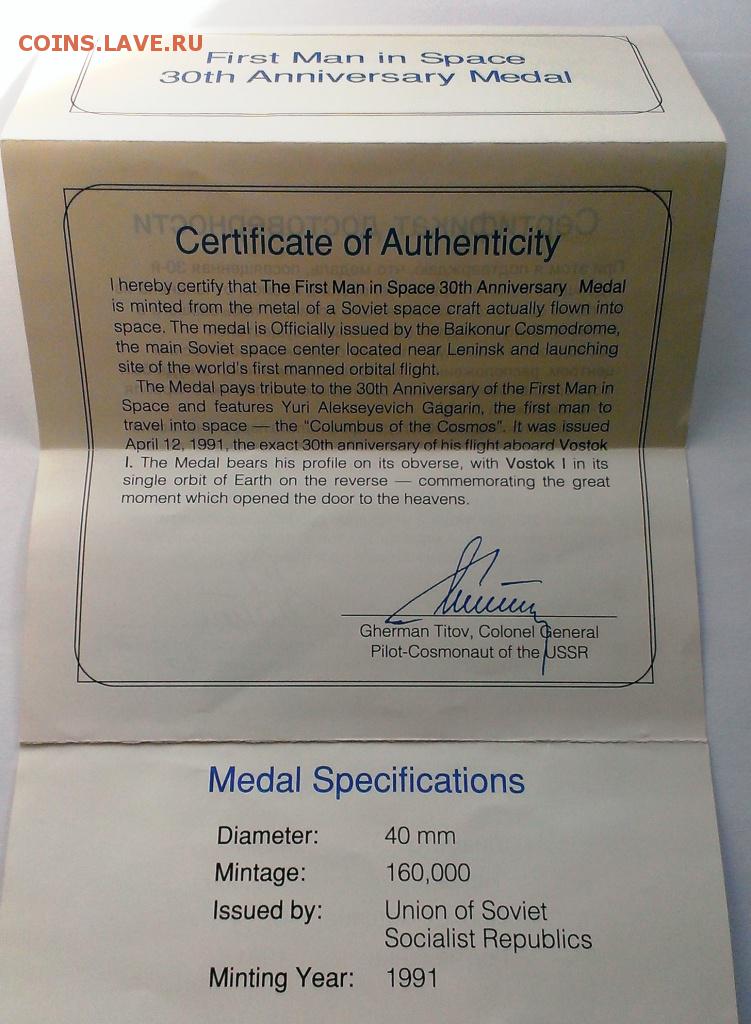 COINS.LAVE.RU
First Man in Space
30th Anniversary Medal
Сертификат достоверности
Certificate of Authenticity
I hereby certify that The First Man in Space 30th Anniversary Medal
is minted from the metal of a Soviet space craft actually flown into
space. The medal is Officially issued by the Baikonur Cosmodrome,
the main Soviet space center located near Leninsk and launching
site of the world's first manned orbital flight.
The Medal pays tribute to the 30th Anniversary of the First Man in
Space and features Yuri Alekseyevich Gagarin, the first man to
travel into space — the "Columbus of the Cosmos". It was issued
April 12, 1991, the exact 30th anniversary of his flight aboard Vostok
I. The Medal bears his profile on its obverse, with Vostok I in its
single orbit of Earth on the reverse — commemorating the great
moment which opened the door to the heavens.
Gherman Titov, Colonel General
Pilot-Cosmonaut of the USSR
Medal Specifications
Diameter: 40 mm
Mintage: 160,000
Issued by: Union of Soviet
Socialist Republics
Minting Year: 1991